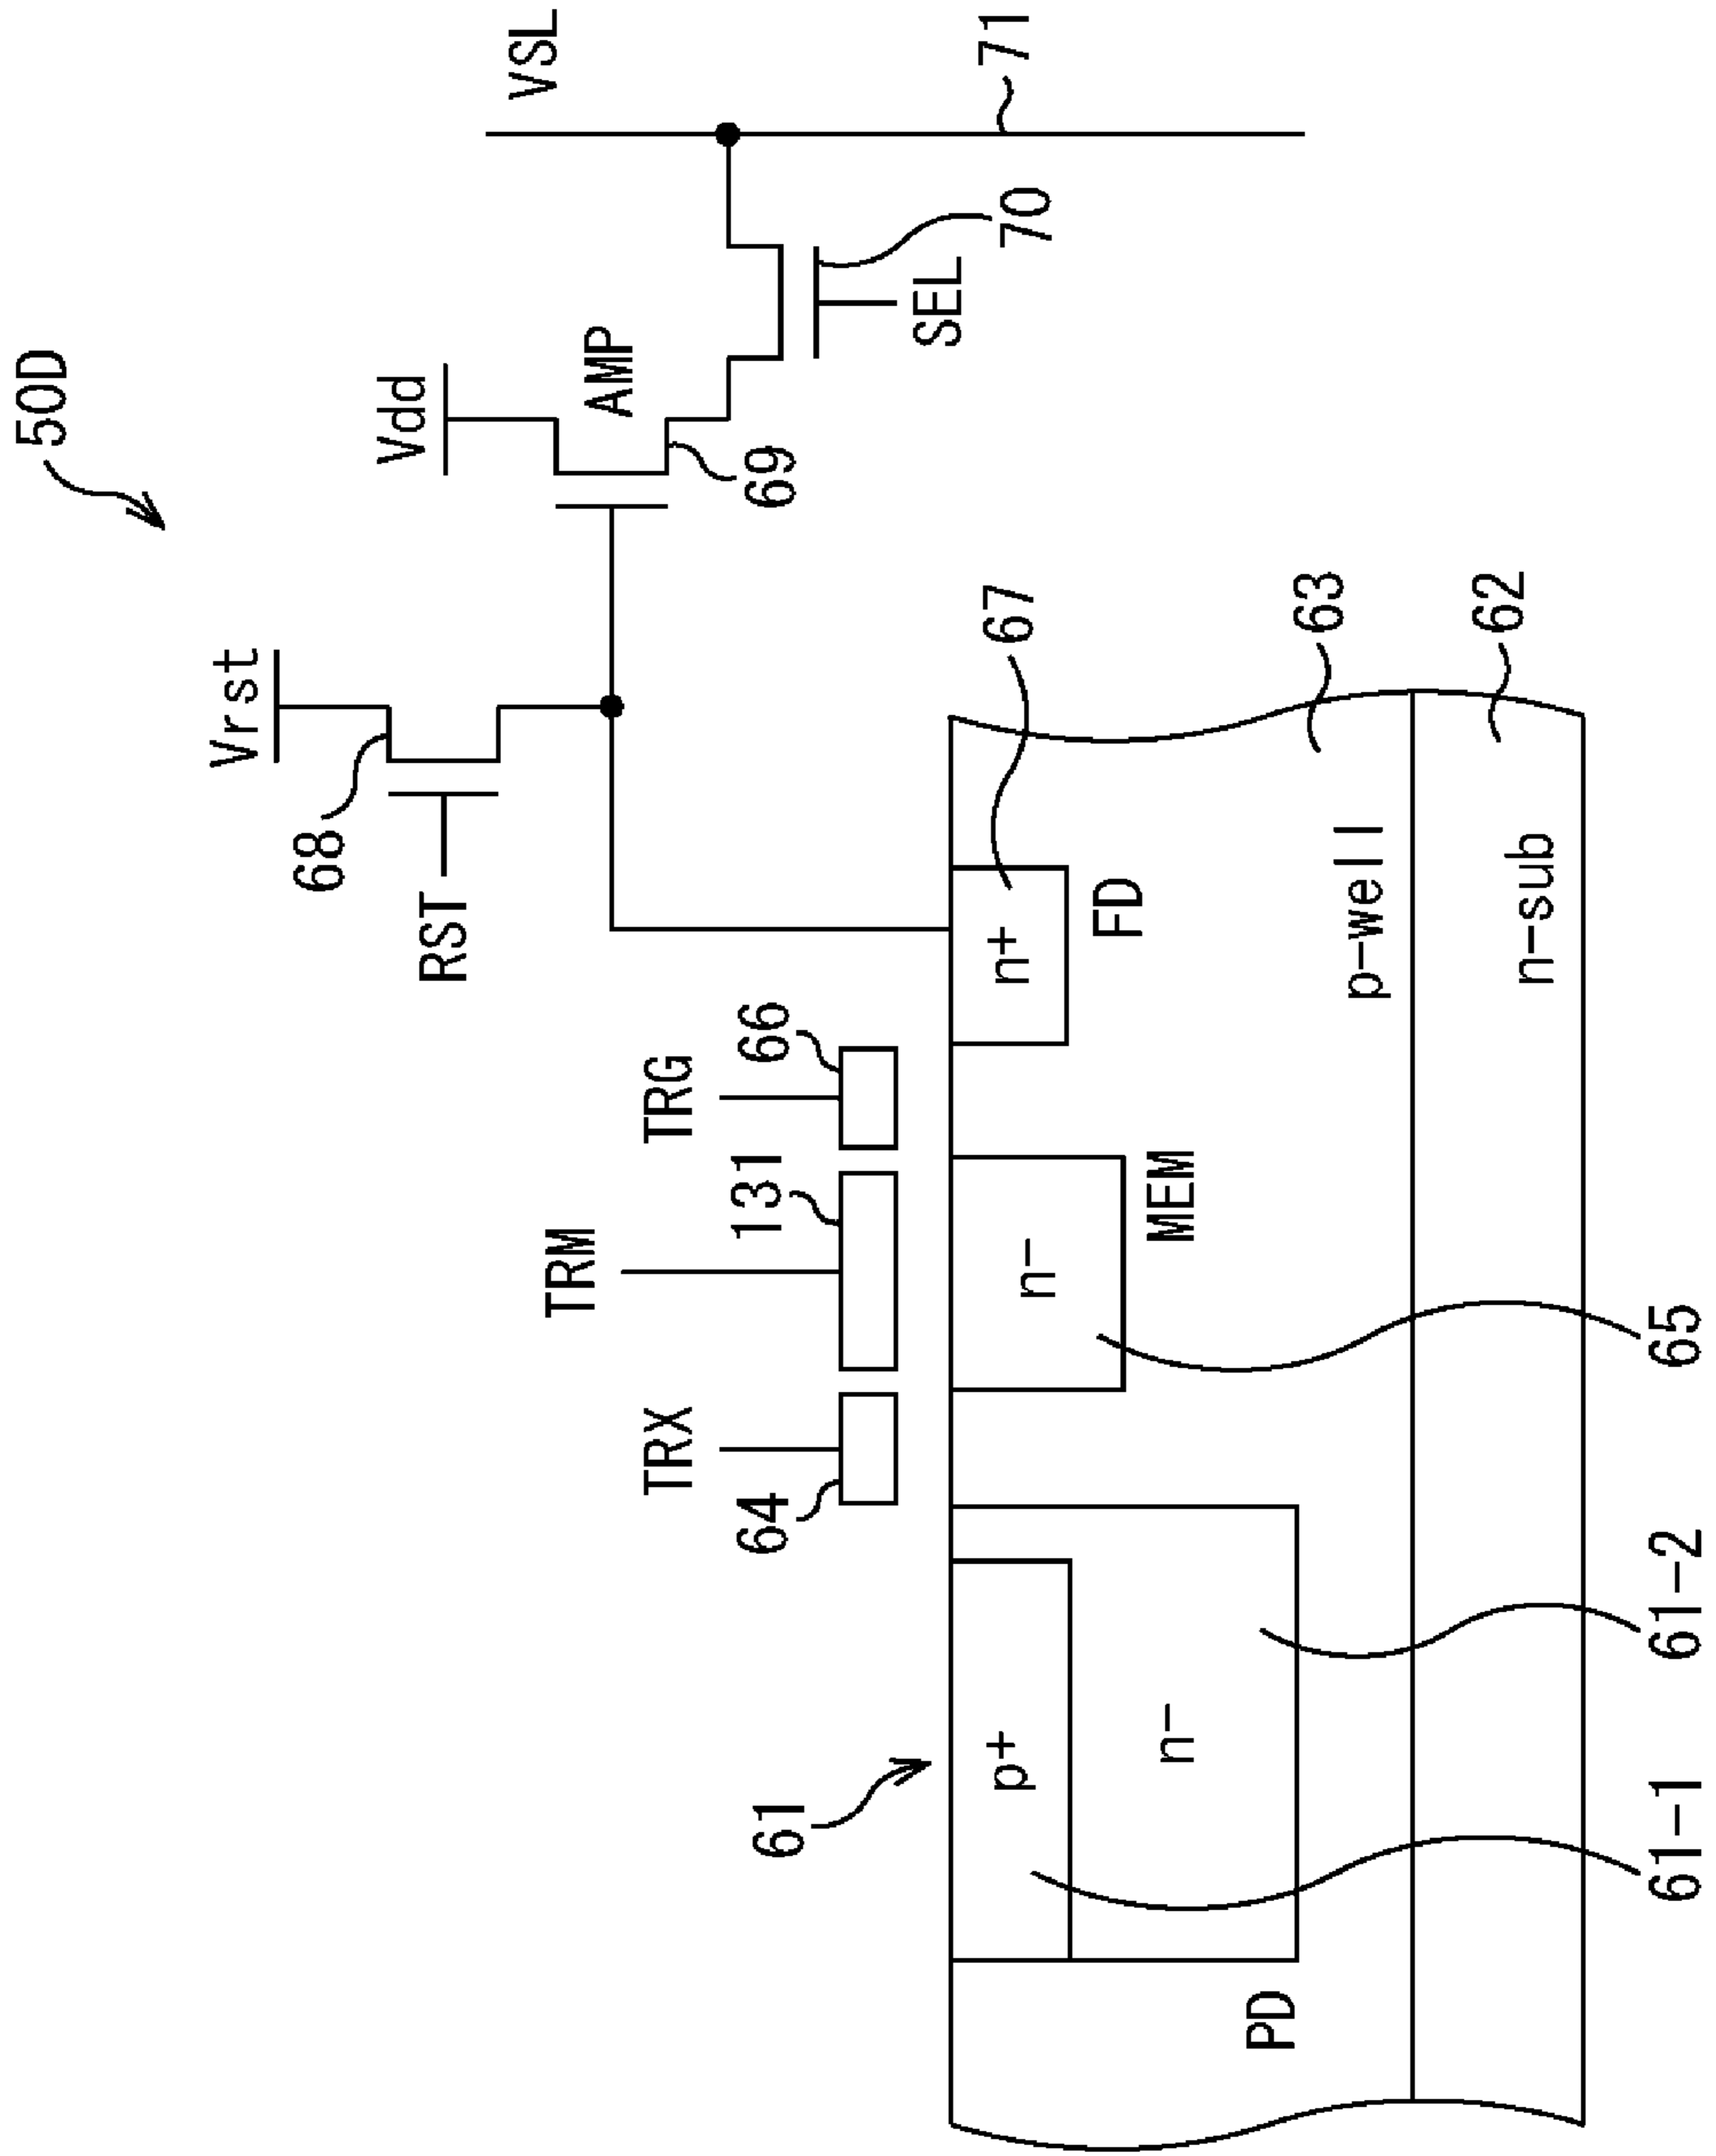 50D
Vrst
Vdd
VSL
68
RST
AMP
69
SEL
70
71
TRX
TRM
TRG
64
131
66
61
67
p+
n-
n-
n+
MEM
FD
PD
63
p-well
62
n-sub
61-1
61-2
65